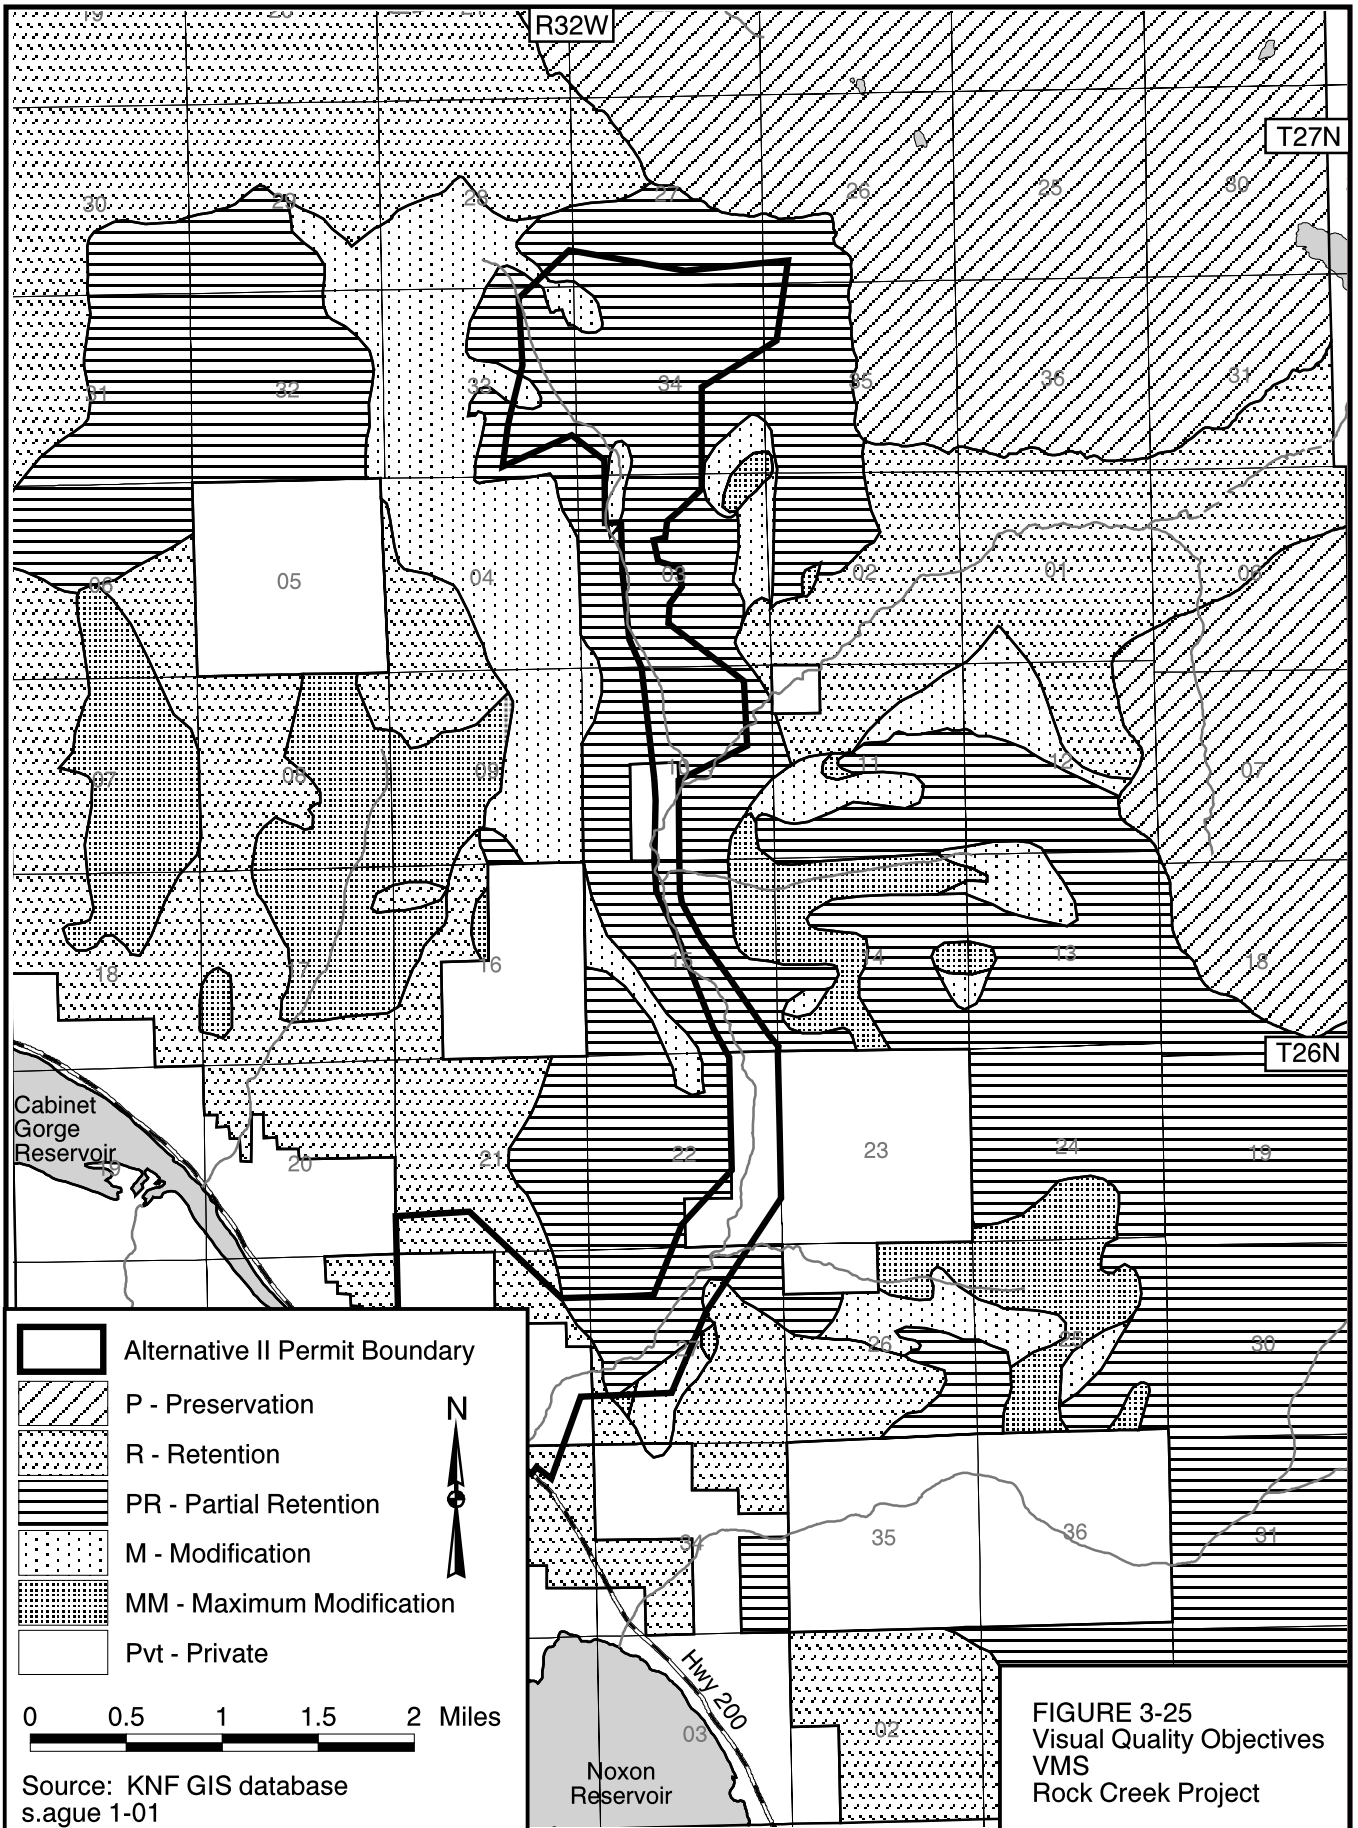 19
20
R32W
T27N
30
29
28
27
26
25
30
31
32
33
34
35
36
31
06
05
04
03
02
01
06
07
08
09
10
11
12
07
18
17
16
15
14
13
18
T26N
Cabinet
Gorge
Reservoir
19
20
21
22
23
24
19
27
26
25
30
34
35
36
31
03
02
Hwy 200
Noxon
Reservoir
Alternative II Permit Boundary
P - Preservation
R - Retention
PR - Partial Retention
M - Modification
MM - Maximum Modification
Pvt - Private
N
0 0.5 1 1.5 2 Miles
Source: KNF GIS database
s.ague 1-01
FIGURE 3-25
Visual Quality Objectives
VMS
Rock Creek Project